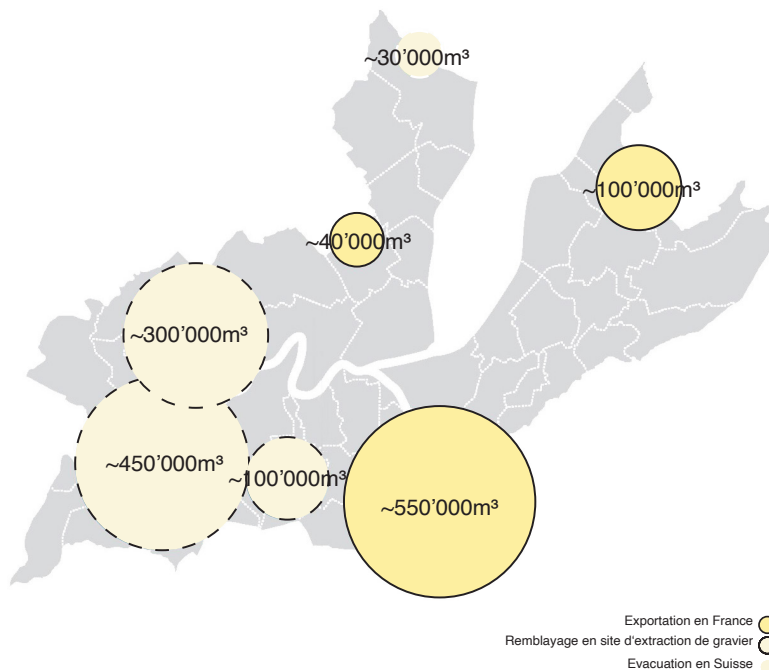 ~30’000m³
~100’000m³
~40’000m³
~300’000m³
~450’000m³
~100’000m³
~550’000m³
Exportation en France
Remblayage en site d'extraction de gravier
Evacuation en Suisse